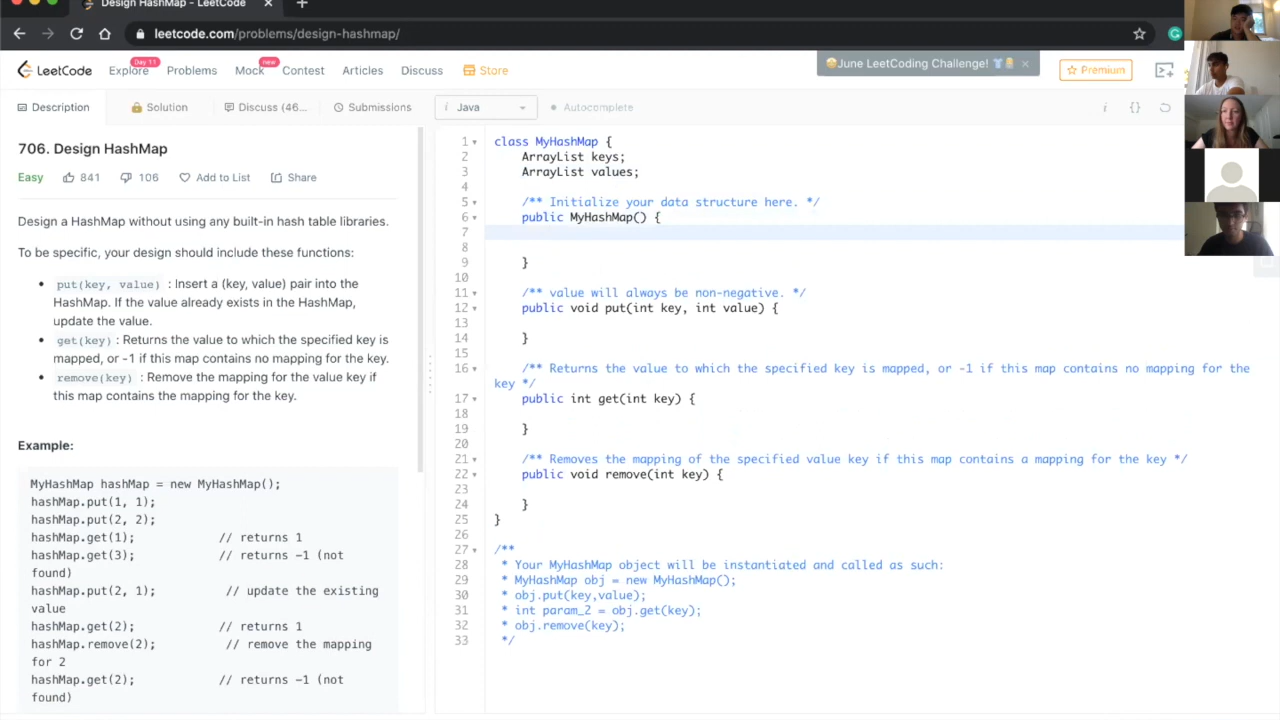 Design HashMap - LeetCode
leetcode.com/problems/design-hashmap/
LeetCode
Explore
Day 11
Problems
Mock
new
Contest
Articles
Discuss
Store
June LeetCoding Challenge!
Premium
Description
Solution
Discuss (46...
Submissions
i Java
Autocomplete
706. Design HashMap
Easy
841
106
Add to List
Share
Design a HashMap without using any built-in hash table libraries.
To be specific, your design should include these functions:
put(key, value) : Insert a (key, value) pair into the
HashMap. If the value already exists in the HashMap,
update the value.
get(key) : Returns the value to which the specified key is
mapped, or -1 if this map contains no mapping for the key.
remove(key) : Remove the mapping for the value key if
this map contains the mapping for the key.
Example:
MyHashMap hashMap = new MyHashMap();
hashMap.put(1, 1);
hashMap.put(2, 2);
hashMap.get(1); // returns 1
hashMap.get(3); // returns -1 (not
found)
hashMap.put(2, 1); // update the existing
value
hashMap.get(2); // returns 1
hashMap.remove(2); // remove the mapping
for 2
hashMap.get(2); // returns -1 (not
found)
1 class MyHashMap {
2 ArrayList keys;
3 ArrayList values;
4
5 /** Initialize your data structure here. */
6 public MyHashMap() {
7
8
9 }
10
11 /** value will always be non-negative. */
12 public void put(int key, int value) {
13
14 }
15
16 /** Returns the value to which the specified key is mapped, or -1 if this map contains no mapping for the
key */
17 public int get(int key) {
18
19 }
20
21 /** Removes the mapping of the specified value key if this map contains a mapping for the key */
22 public void remove(int key) {
23
24 }
25 }
26
27 /**
28 * Your MyHashMap object will be instantiated and called as such:
29 * MyHashMap obj = new MyHashMap();
30 * obj.put(key,value);
31 * int param_2 = obj.get(key);
32 * obj.remove(key);
33 */